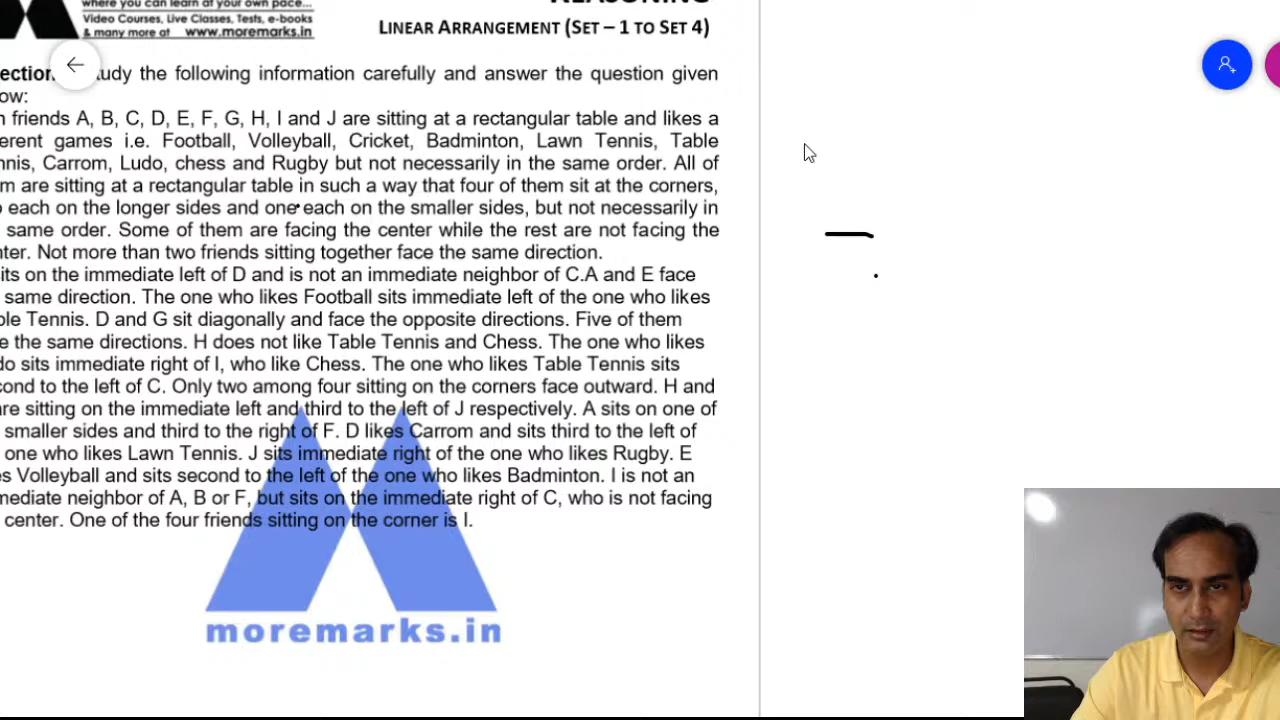 where you can learn at your own pace...
REASONING
Video Courses, Live Classes, Tests, e-books
& many more at www.moremarks.in
LINEAR ARRANGEMENT (SET – 1 TO SET 4)
ection udy the following information carefully and answer the question given
ow:
n friends A, B, C, D, E, F, G, H, I and J are sitting at a rectangular table and likes a
erent games i.e. Football, Volleyball, Cricket, Badminton, Lawn Tennis, Table
nnis, Carrom, Ludo, chess and Rugby but not necessarily in the same order. All of
m are sitting at a rectangular table in such a way that four of them sit at the corners,
o each on the longer sides and one each on the smaller sides, but not necessarily in
same order. Some of them are facing the center while the rest are not facing the
nter. Not more than two friends sitting together face the same direction.
sits on the immediate left of D and is not an immediate neighbor of C.A and E face
same direction. The one who likes Football sits immediate left of the one who likes
ble Tennis. D and G sit diagonally and face the opposite directions. Five of them
e the same directions. H does not like Table Tennis and Chess. The one who likes
do sits immediate right of I, who like Chess. The one who likes Table Tennis sits
cond to the left of C. Only two among four sitting on the corners face outward. H and
are sitting on the immediate left and third to the left of J respectively. A sits on one of
smaller sides and third to the right of F. D likes Carrom and sits third to the left of
one who likes Lawn Tennis. J sits immediate right of the one who likes Rugby. E
es Volleyball and sits second to the left of the one who likes Badminton. I is not an
mediate neighbor of A, B or F, but sits on the immediate right of C, who is not facing
center. One of the four friends sitting on the corner is I.
moremarks.in